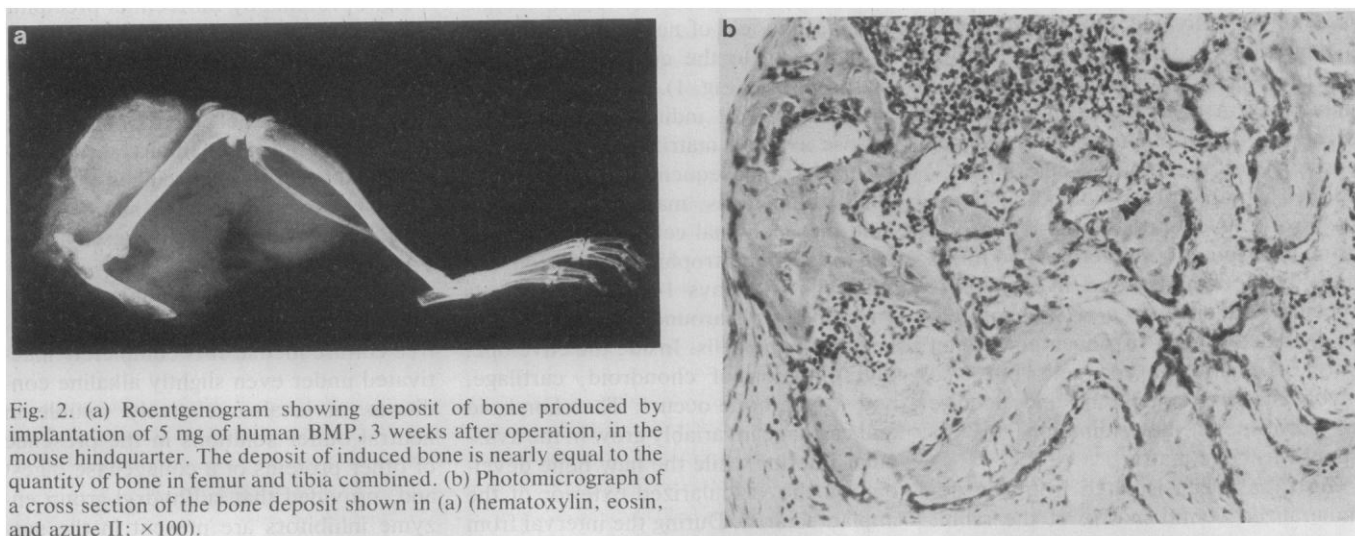 a
b
Fig. 2. (a) Roentgenogram showing deposit of bone produced by
implantation of 5 mg of human BMP, 3 weeks after operation, in the
mouse hindquarter. The deposit of induced bone is nearly equal to the
quantity of bone in femur and tibia combined. (b) Photomicrograph of
a cross section of the bone deposit shown in (a) (hematoxylin, eosin,
and azure II; ×100).